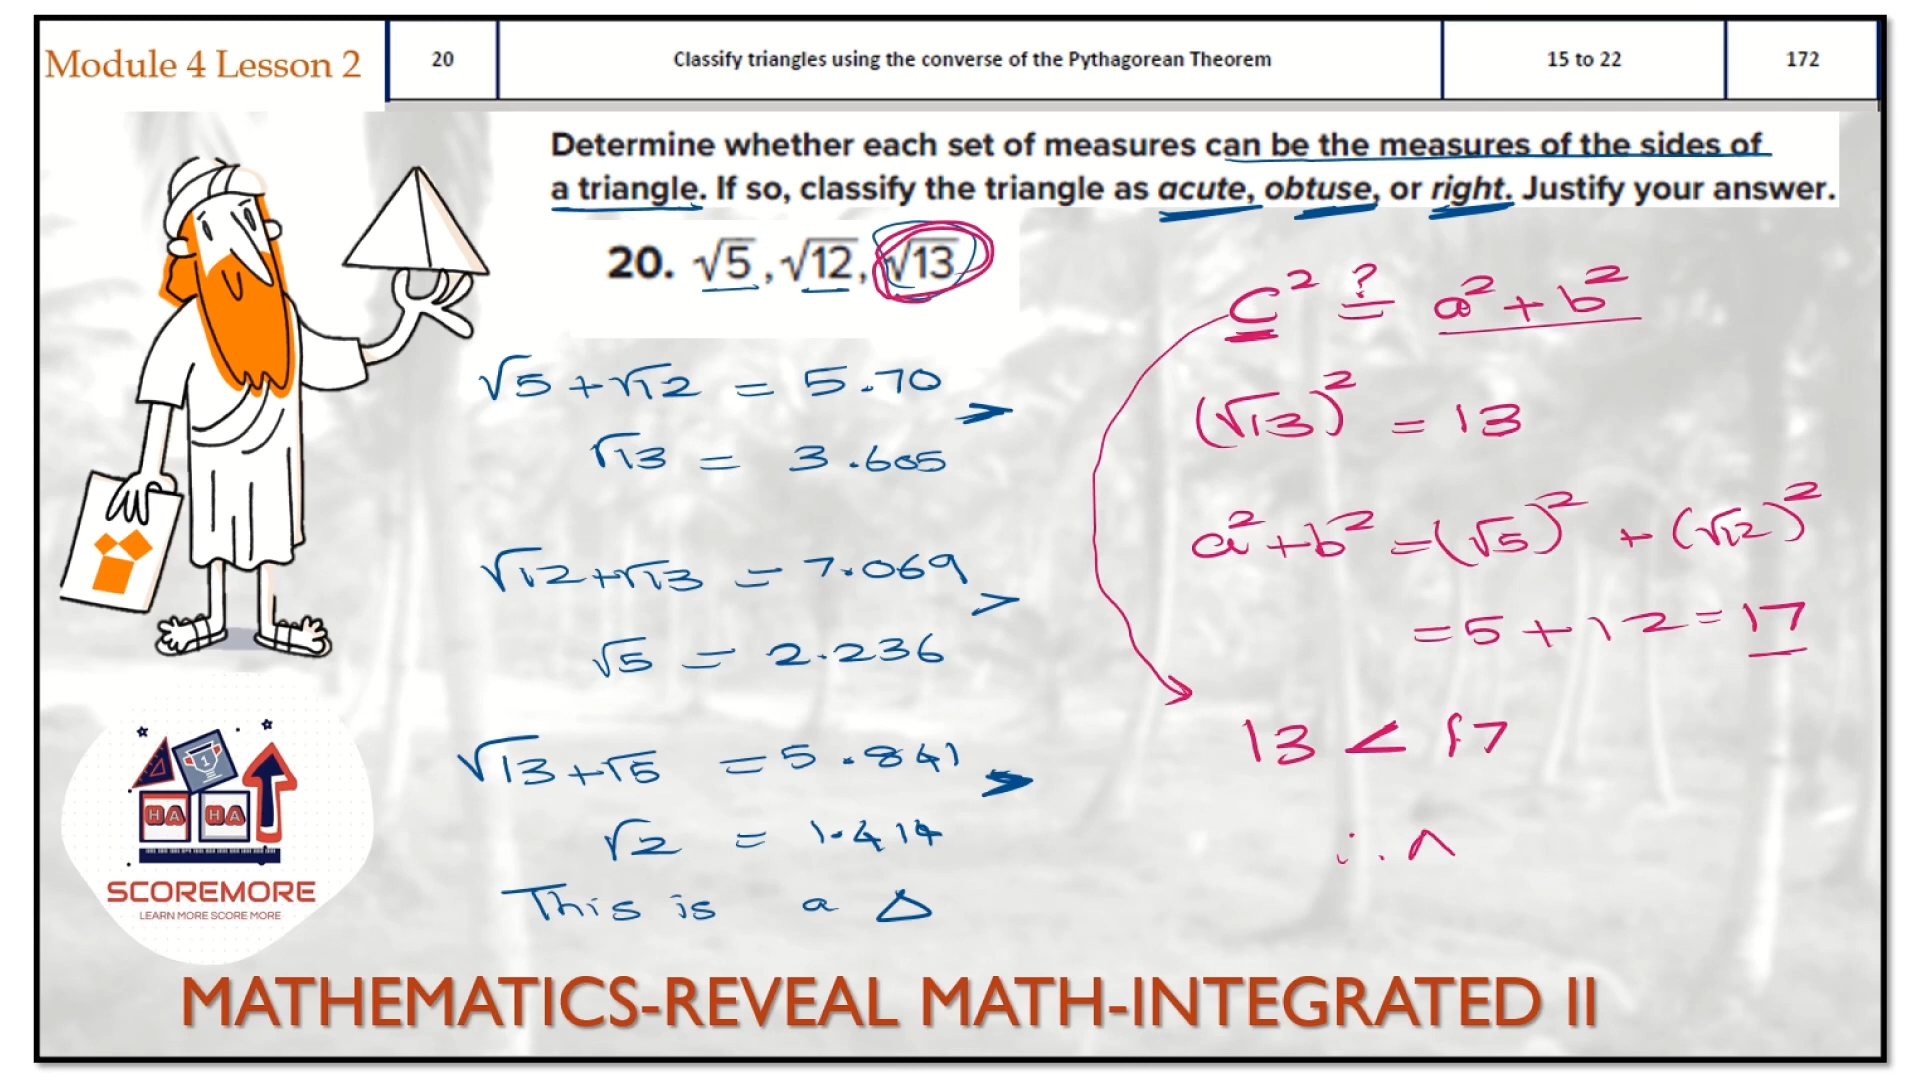 Module 4 Lesson 2
20
Classify triangles using the converse of the Pythagorean Theorem
15 to 22
172
Determine whether each set of measures can be the measures of the sides of
a triangle. If so, classify the triangle as acute, obtuse, or right. Justify your answer.
20. √5, √12, √13
√5 + √12 = 5.70
>
√13 = 3.605
√12 + √13 = 7.069
>
√5 = 2.236
√13 + √5 = 5.841
>
√2 = 1.414
This is a Δ
C² ≟ a² + b²
(√13)² = 13
a² + b² = (√5)² + (√12)²
= 5 + 12 = 17
13 < 17
∴ Λ
1
HA HA
SCOREMORE
LEARN MORE SCORE MORE
MATHEMATICS-REVEAL MATH-INTEGRATED II